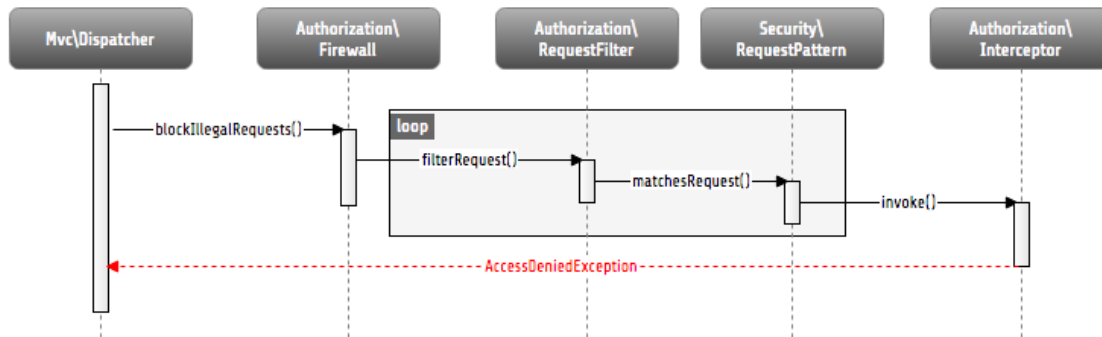 Mvc\Dispatcher
Authorization\
Firewall
Authorization\
RequestFilter
Security\
RequestPattern
Authorization\
Interceptor
loop
blockIllegalRequests()
filterRequest()
matchesRequest()
invoke()
AccessDeniedException